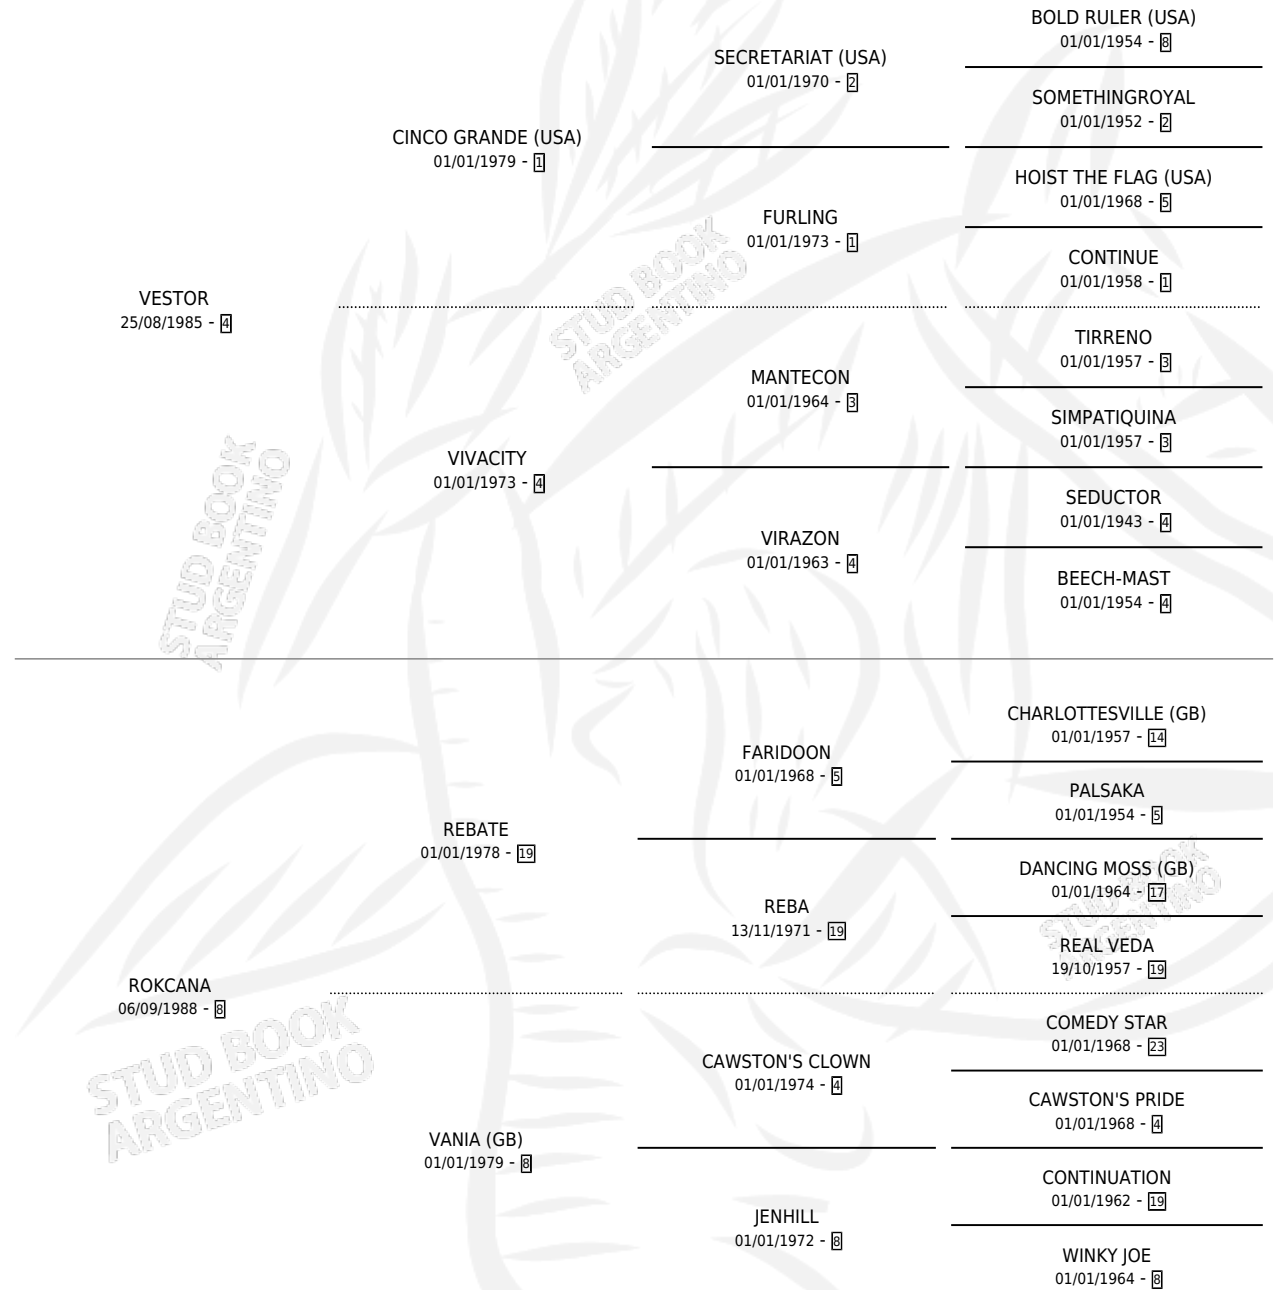 BOLD RULER (USA)
01/01/1954 - 8
SECRETARIAT (USA)
01/01/1970 - 2
SOMETHINGROYAL
01/01/1952 - 2
CINCO GRANDE (USA)
01/01/1979 - 1
HOIST THE FLAG (USA)
01/01/1968 - 5
FURLING
01/01/1973 - 1
CONTINUE
01/01/1958 - 1
VESTOR
25/08/1985 - 4
STUD BOOK
ARGENTINO
TIRRENO
01/01/1957 - 3
MANTECON
01/01/1964 - 3
SIMPATIQUINA
01/01/1957 - 3
VIVACITY
01/01/1973 - 4
SEDUCTOR
01/01/1943 - 4
VIRAZON
01/01/1963 - 4
BEECH-MAST
01/01/1954 - 4
STUD BOOK
ARGENTINO
CHARLOTTESVILLE (GB)
01/01/1957 - 14
FARIDOON
01/01/1968 - 5
PALSAKA
01/01/1954 - 5
REBATE
01/01/1978 - 19
DANCING MOSS (GB)
01/01/1964 - 17
REBA
13/11/1971 - 19
REAL VEDA
19/10/1957 - 19
STUD BOOK
ARGENTINO
ROKCANA
06/09/1988 - 8
COMEDY STAR
01/01/1968 - 23
CAWSTON'S CLOWN
01/01/1974 - 4
CAWSTON'S PRIDE
01/01/1968 - 4
STUD BOOK
ARGENTINO
VANIA (GB)
01/01/1979 - 8
CONTINUATION
01/01/1962 - 19
JENHILL
01/01/1972 - 8
WINKY JOE
01/01/1964 - 8